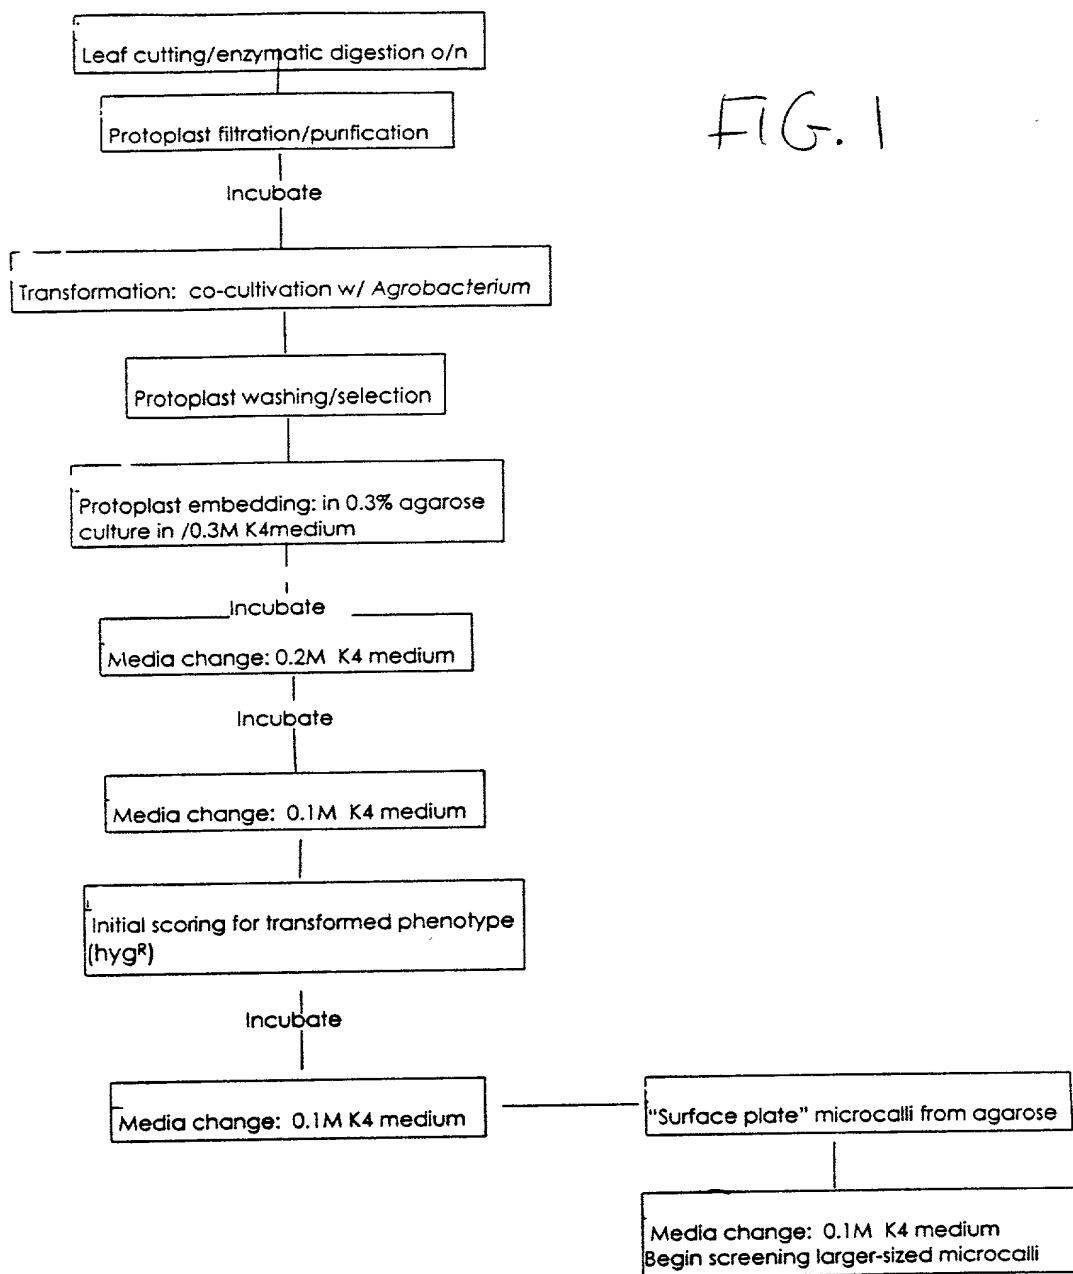 Leaf cutting/enzymatic digestion o/n
FIG. 1
Protoplast filtration/purification
Incubate
Transformation: co-cultivation w/ Agrobacterium
Protoplast washing/selection
Protoplast embedding: in 0.3% agarose
culture in /0.3M K4medium
Incubate
Media change: 0.2M K4 medium
Incubate
Media change: 0.1M K4 medium
Initial scoring for transformed phenotype
(hygᴿ)
Incubate
Media change: 0.1M K4 medium
"Surface plate" microcalli from agarose
Media change: 0.1M K4 medium
Begin screening larger-sized microcalli